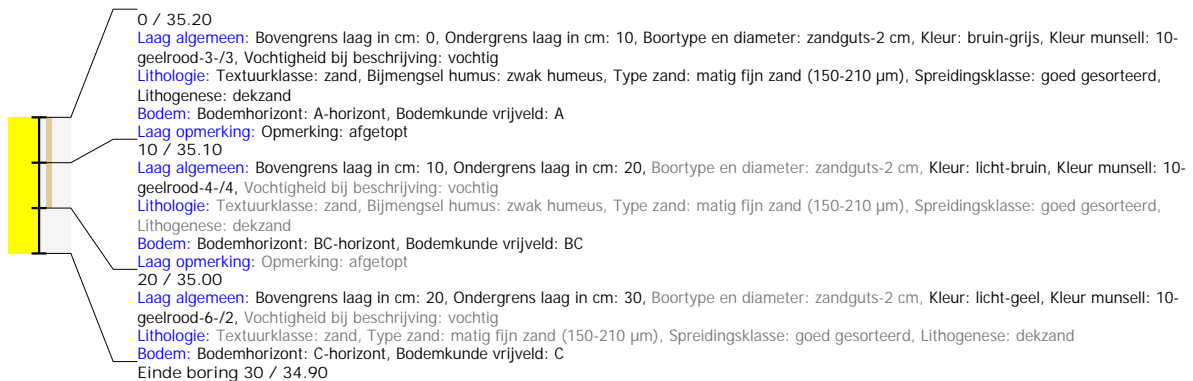 0 / 35.20
Laag algemeen: Bovengrens laag in cm: 0, Ondergrens laag in cm: 10, Boortype en diameter: zandguts-2 cm, Kleur: bruin-grijs, Kleur munsell: 10-
geelrood-3-/3, Vochtigheid bij beschrijving: vochtig
Lithologie: Textuurklasse: zand, Bijmengsel humus: zwak humeus, Type zand: matig fijn zand (150-210 µm), Spreidingsklasse: goed gesorteerd,
Lithogenese: dekzand
Bodem: Bodemhorizont: A-horizont, Bodemkunde vrijveld: A
Laag opmerking: Opmerking: afgetopt
10 / 35.10
Laag algemeen: Bovengrens laag in cm: 10, Ondergrens laag in cm: 20, Boortype en diameter: zandguts-2 cm, Kleur: licht-bruin, Kleur munsell: 10-
geelrood-4-/4, Vochtigheid bij beschrijving: vochtig
Lithologie: Textuurklasse: zand, Bijmengsel humus: zwak humeus, Type zand: matig fijn zand (150-210 µm), Spreidingsklasse: goed gesorteerd,
Lithogenese: dekzand
Bodem: Bodemhorizont: BC-horizont, Bodemkunde vrijveld: BC
Laag opmerking: Opmerking: afgetopt
20 / 35.00
Laag algemeen: Bovengrens laag in cm: 20, Ondergrens laag in cm: 30, Boortype en diameter: zandguts-2 cm, Kleur: licht-geel, Kleur munsell: 10-
geelrood-6-/2, Vochtigheid bij beschrijving: vochtig
Lithologie: Textuurklasse: zand, Type zand: matig fijn zand (150-210 µm), Spreidingsklasse: goed gesorteerd, Lithogenese: dekzand
Bodem: Bodemhorizont: C-horizont, Bodemkunde vrijveld: C
Einde boring 30 / 34.90